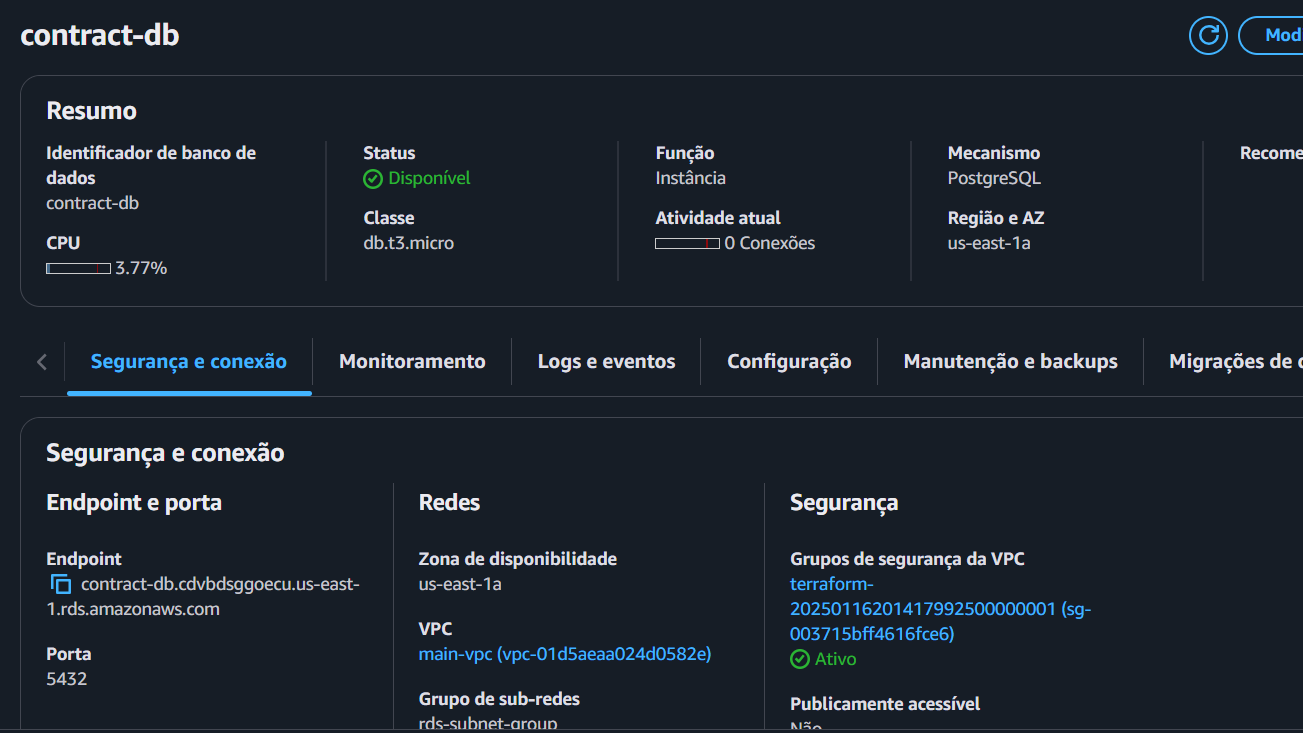 contract-db
Mod
Resumo
Identificador de banco de
dados
contract-db
CPU
3.77%
Status
Disponível
Classe
db.t3.micro
Função
Instância
Atividade atual
0 Conexões
Mecanismo
PostgreSQL
Região e AZ
us-east-1a
Recome
Segurança e conexão
Monitoramento
Logs e eventos
Configuração
Manutenção e backups
Migrações de
Segurança e conexão
Endpoint e porta
Endpoint
contract-db.cdvbdsggoecu.us-east-
1.rds.amazonaws.com
Porta
5432
Redes
Zona de disponibilidade
us-east-1a
VPC
main-vpc (vpc-01d5aeaa024d0582e)
Grupo de sub-redes
rds-subnet-group
Segurança
Grupos de segurança da VPC
terraform-
20250116201417992500000001 (sg-
003715bff4616fce6)
Ativo
Publicamente acessível
Não